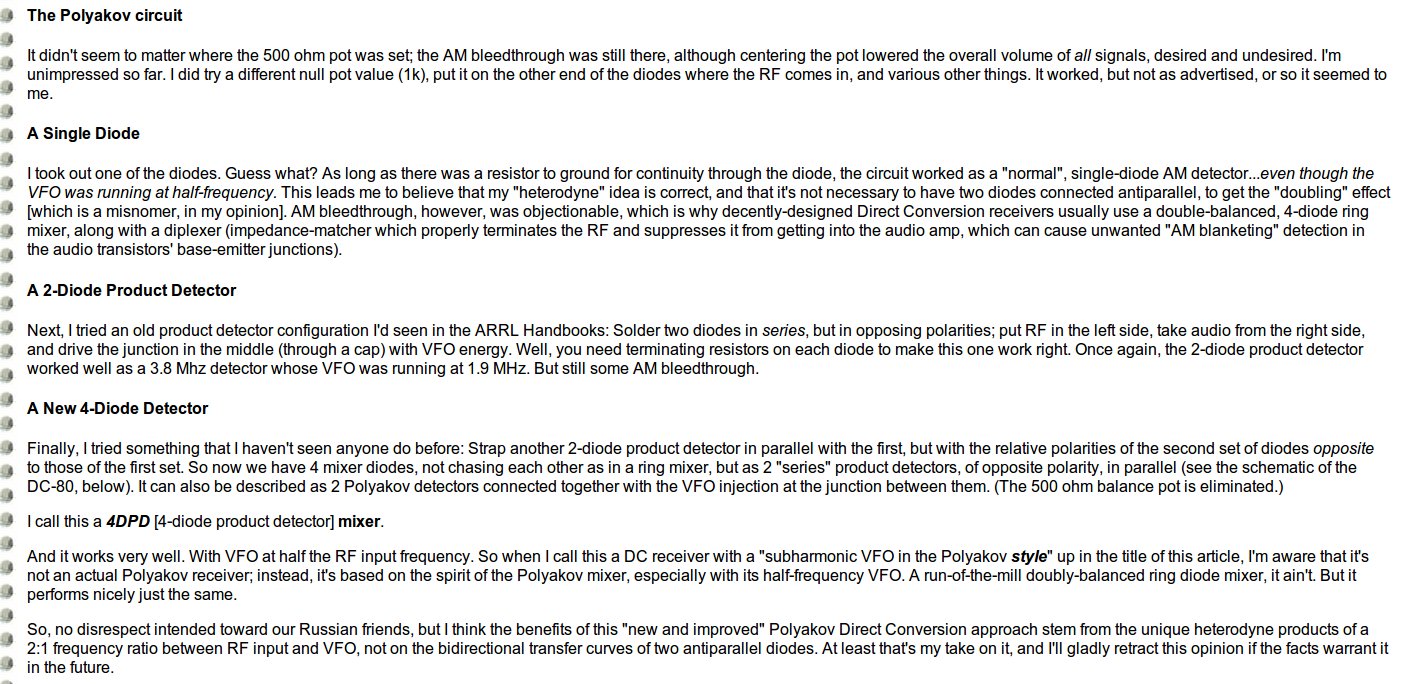 The Polyakov circuit
It didn't seem to matter where the 500 ohm pot was set; the AM bleedthrough was still there, although centering the pot lowered the overall volume of all signals, desired and undesired. I'm
unimpressed so far. I did try a different null pot value (1k), put it on the other end of the diodes where the RF comes in, and various other things. It worked, but not as advertised, or so it seemed to
me.
A Single Diode
I took out one of the diodes. Guess what? As long as there was a resistor to ground for continuity through the diode, the circuit worked as a "normal", single-diode AM detector...even though the
VFO was running at half-frequency. This leads me to believe that my "heterodyne" idea is correct, and that it's not necessary to have two diodes connected antiparallel, to get the "doubling" effect
[which is a misnomer, in my opinion]. AM bleedthrough, however, was objectionable, which is why decently-designed Direct Conversion receivers usually use a double-balanced, 4-diode ring
mixer, along with a diplexer (impedance-matcher which properly terminates the RF and suppresses it from getting into the audio amp, which can cause unwanted "AM blanketing" detection in
the audio transistors' base-emitter junctions).
A 2-Diode Product Detector
Next, I tried an old product detector configuration I'd seen in the ARRL Handbooks: Solder two diodes in series, but in opposing polarities; put RF in the left side, take audio from the right side,
and drive the junction in the middle (through a cap) with VFO energy. Well, you need terminating resistors on each diode to make this one work right. Once again, the 2-diode product detector
worked well as a 3.8 Mhz detector whose VFO was running at 1.9 MHz. But still some AM bleedthrough.
A New 4-Diode Detector
Finally, I tried something that I haven't seen anyone do before: Strap another 2-diode product detector in parallel with the first, but with the relative polarities of the second set of diodes opposite
to those of the first set. So now we have 4 mixer diodes, not chasing each other as in a ring mixer, but as 2 "series" product detectors, of opposite polarity, in parallel (see the schematic of the
DC-80, below). It can also be described as 2 Polyakov detectors connected together with the VFO injection at the junction between them. (The 500 ohm balance pot is eliminated.)
I call this a 4DPD [4-diode product detector] mixer.
And it works very well. With VFO at half the RF input frequency. So when I call this a DC receiver with a "subharmonic VFO in the Polyakov style" up in the title of this article, I'm aware that it's
not an actual Polyakov receiver; instead, it's based on the spirit of the Polyakov mixer, especially with its half-frequency VFO. A run-of-the-mill doubly-balanced ring diode mixer, it ain't. But it
performs nicely just the same.
So, no disrespect intended toward our Russian friends, but I think the benefits of this "new and improved" Polyakov Direct Conversion approach stem from the unique heterodyne products of a
2:1 frequency ratio between RF input and VFO, not on the bidirectional transfer curves of two antiparallel diodes. At least that's my take on it, and I'll gladly retract this opinion if the facts warrant it
in the future.